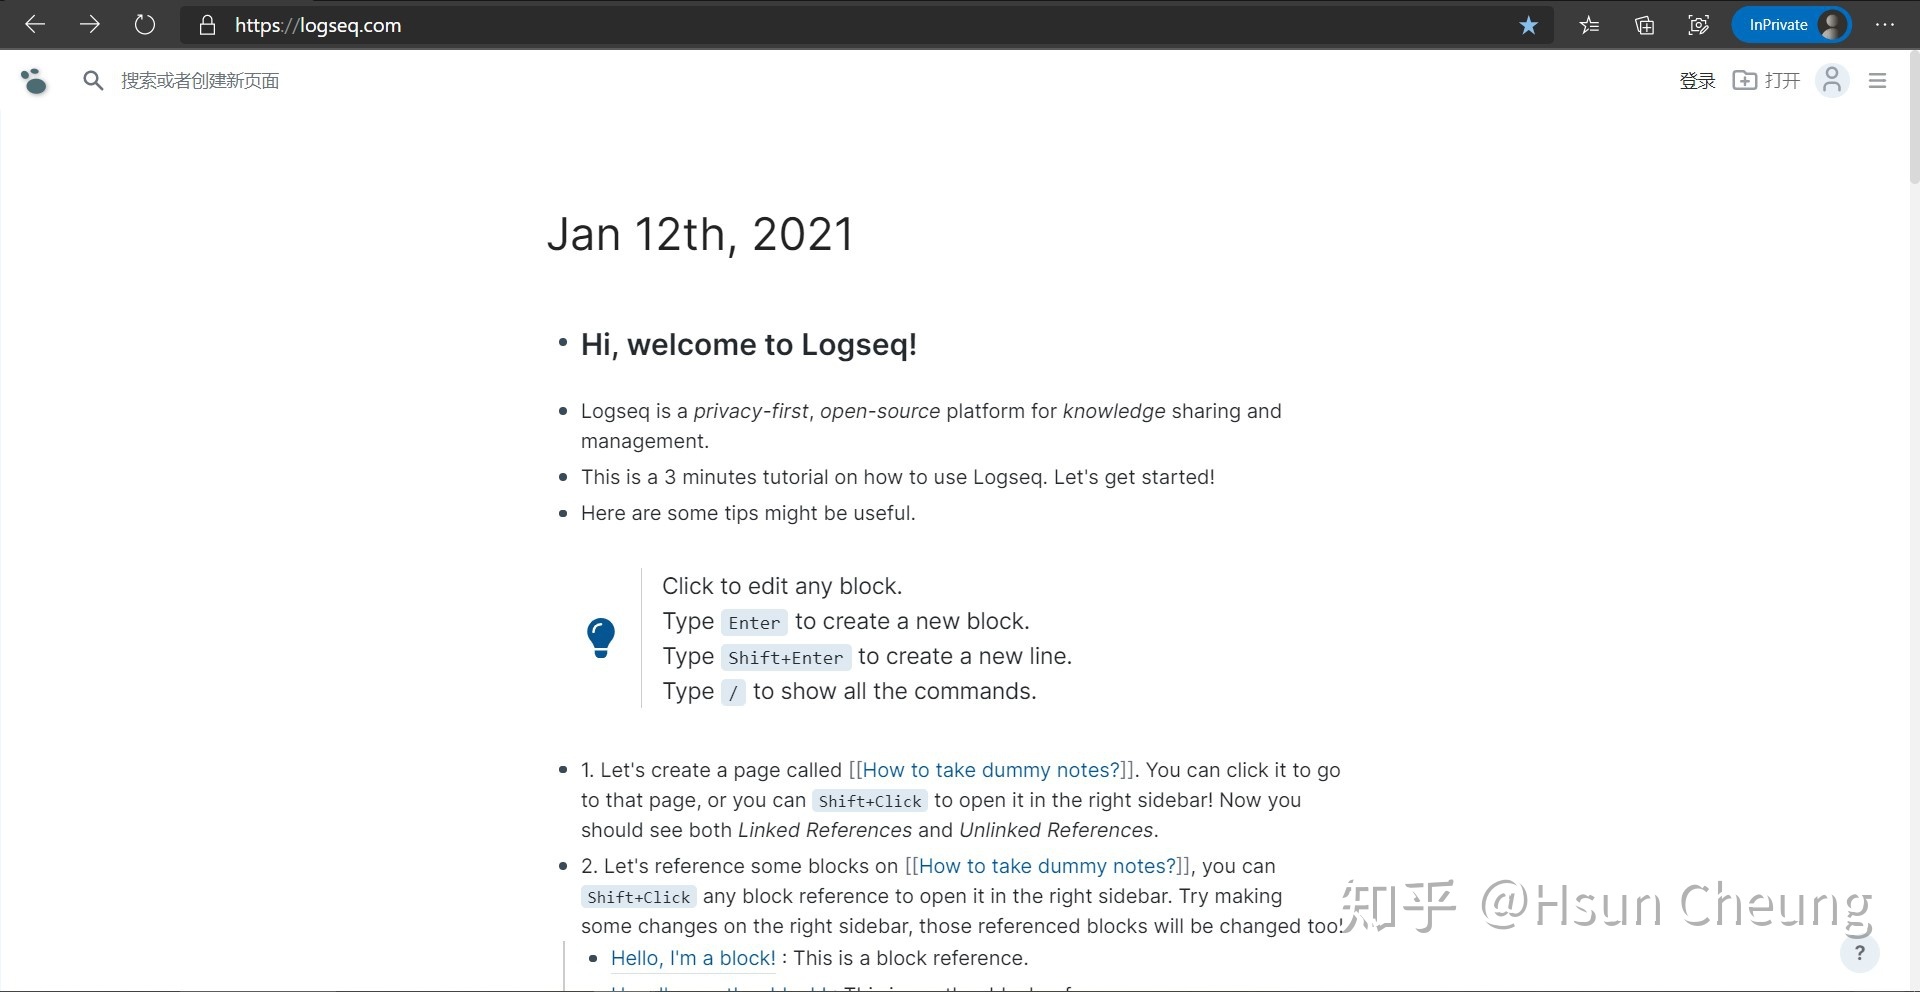 https://logseq.com
InPrivate
搜索或者创建新页面
登录
打开
Jan 12th, 2021
Hi, welcome to Logseq!
Logseq is a privacy-first, open-source platform for knowledge sharing and
management.
This is a 3 minutes tutorial on how to use Logseq. Let's get started!
Here are some tips might be useful.
Click to edit any block.
Type Enter to create a new block.
Type Shift+Enter to create a new line.
Type / to show all the commands.
1. Let's create a page called [[How to take dummy notes?]]. You can click it to go
to that page, or you can Shift+Click to open it in the right sidebar! Now you
should see both Linked References and Unlinked References.
2. Let's reference some blocks on [[How to take dummy notes?]], you can
Shift+Click any block reference to open it in the right sidebar. Try making
some changes on the right sidebar, those referenced blocks will be changed too!
Hello, I'm a block! : This is a block reference.
知乎 @Hsun Cheung
?